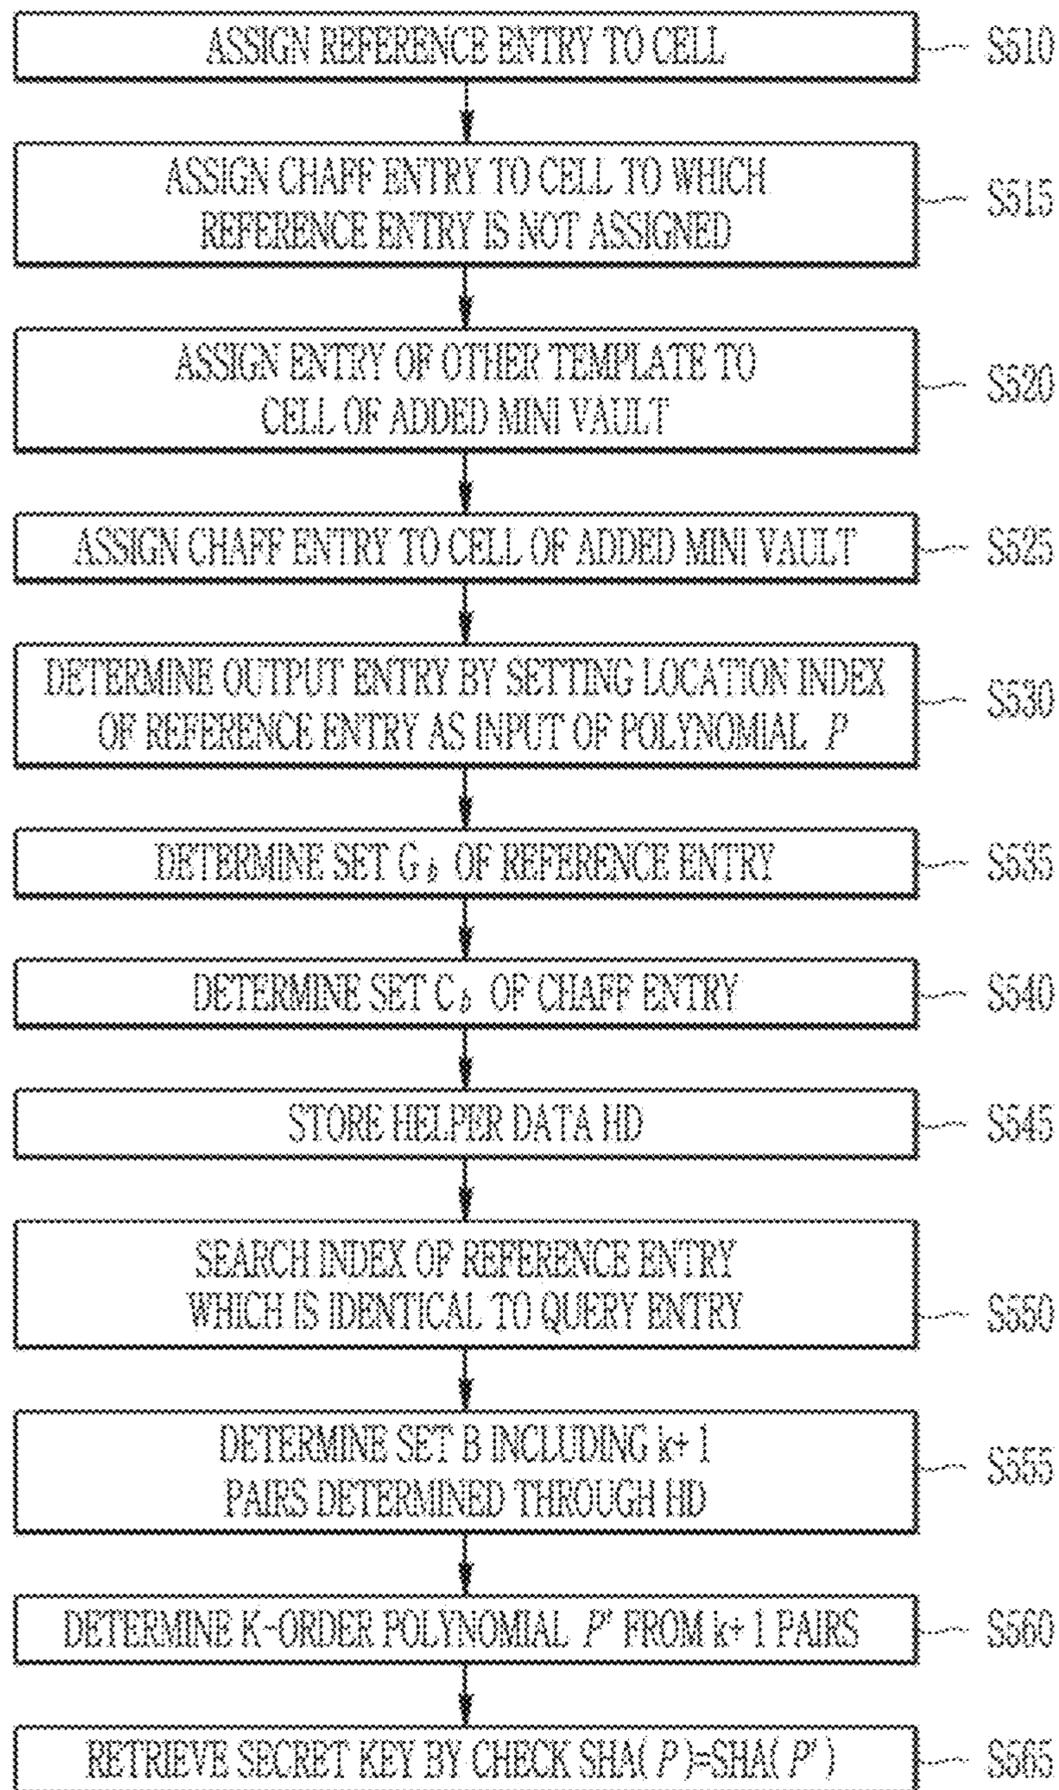 ASSIGN REFERENCE ENTRY TO CELL S510
ASSIGN CHAFF ENTRY TO CELL TO WHICH
REFERENCE ENTRY IS NOT ASSIGNED S515
ASSIGN ENTRY OF OTHER TEMPLATE TO
CELL OF ADDED MINI VAULT S520
ASSIGN CHAFF ENTRY TO CELL OF ADDED MINI VAULT S525
DETERMINE OUTPUT ENTRY BY SETTING LOCATION INDEX
OF REFERENCE ENTRY AS INPUT OF POLYNOMIAL P S530
DETERMINE SET G b OF REFERENCE ENTRY S535
DETERMINE SET C b OF CHAFF ENTRY S540
STORE HELPER DATA HD S545
SEARCH INDEX OF REFERENCE ENTRY
WHICH IS IDENTICAL TO QUERY ENTRY S550
DETERMINE SET B INCLUDING k+1
PAIRS DETERMINED THROUGH HD S555
DETERMINE K-ORDER POLYNOMIAL P' FROM k+1 PAIRS S560
RETRIEVE SECRET KEY BY CHECK SHA(P)=SHA(P') S565